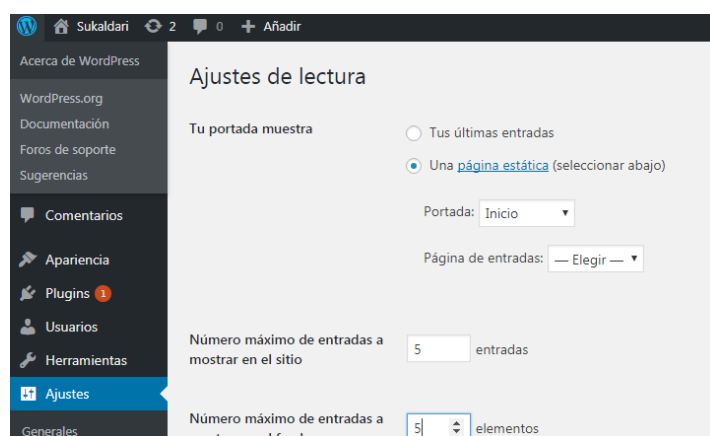 Sukaldari 2 0 + Añadir
Acerca de WordPress
WordPress.org
Documentación
Foros de soporte
Sugerencias
Comentarios
Apariencia
Plugins 1
Usuarios
Herramientas
Ajustes
Generales
Ajustes de lectura
Tu portada muestra
Tus últimas entradas
Una página estática (seleccionar abajo)
Portada: Inicio
Página de entradas: — Elegir —
Número máximo de entradas a
mostrar en el sitio
5 entradas
Número máximo de entradas a
5 elementos